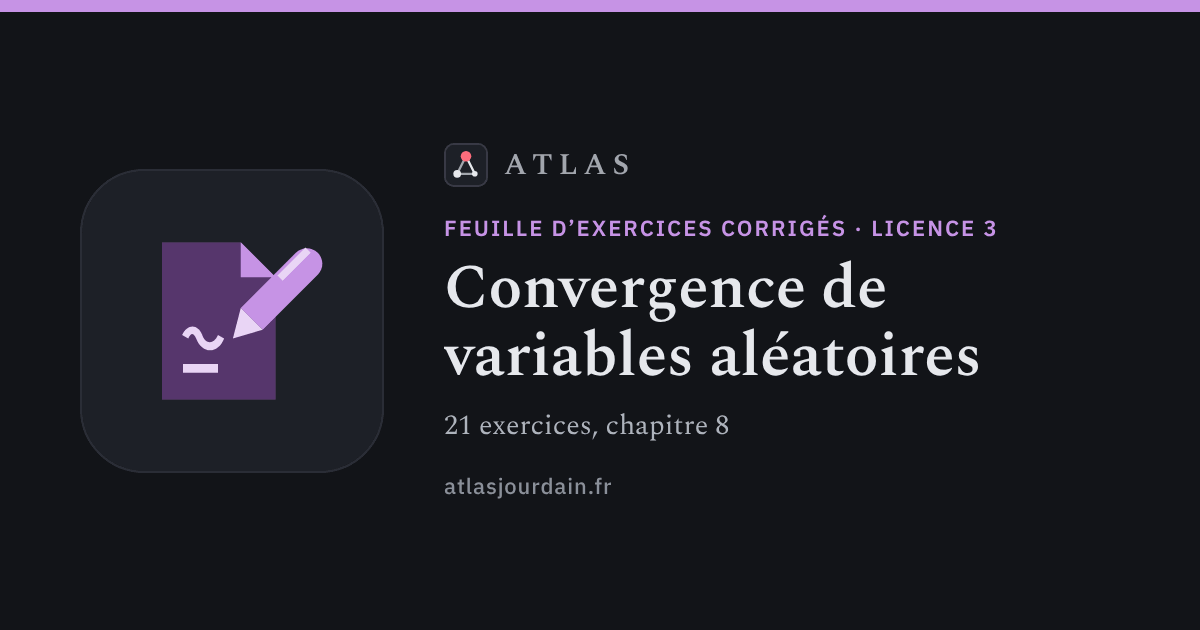 ATLAS
FEUILLE D’EXERCICES CORRIGÉS · LICENCE 3
Convergence de
variables aléatoires
21 exercices, chapitre 8
atlasjourdain.fr